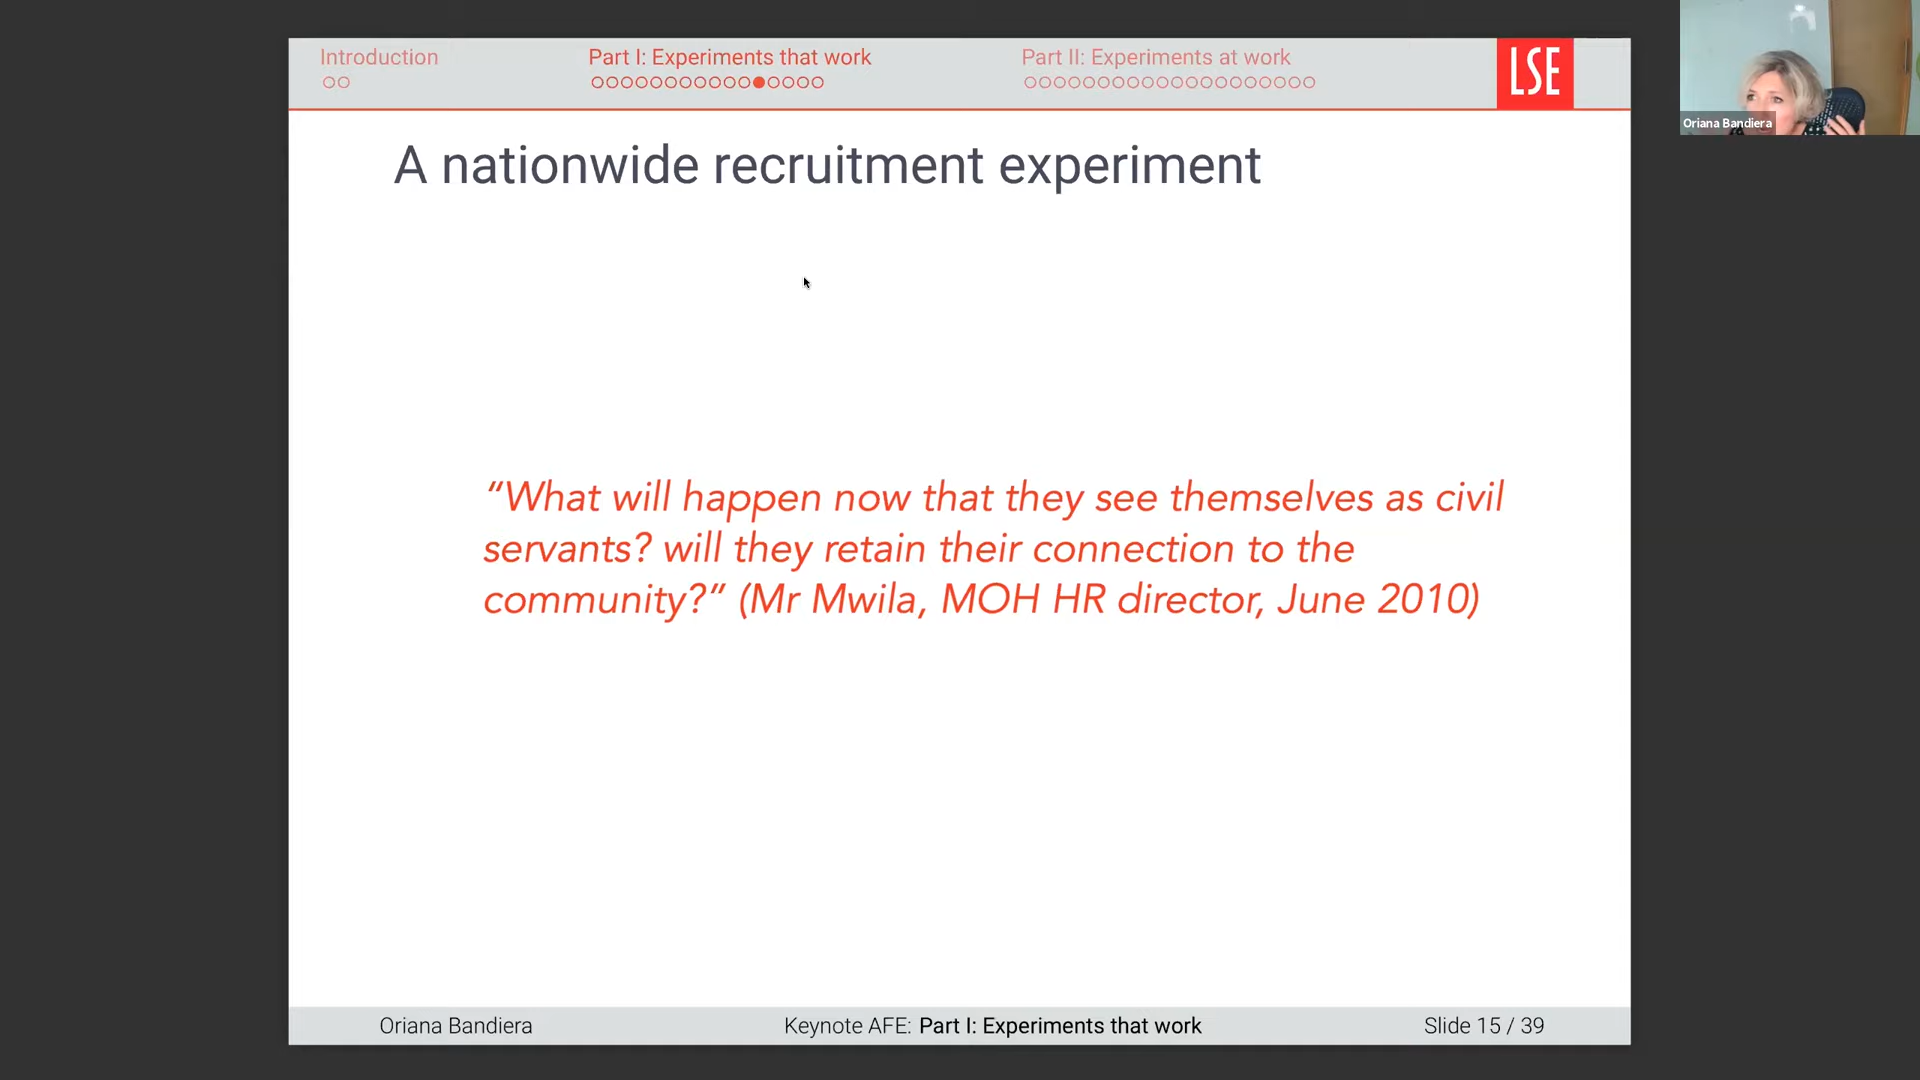 Introduction
Part I: Experiments that work
Part II: Experiments at work
LSE
Oriana Bandiera
A nationwide recruitment experiment
“What will happen now that they see themselves as civil
servants? will they retain their connection to the
community?” (Mr Mwila, MOH HR director, June 2010)
Oriana Bandiera
Keynote AFE: Part I: Experiments that work
Slide 15 / 39